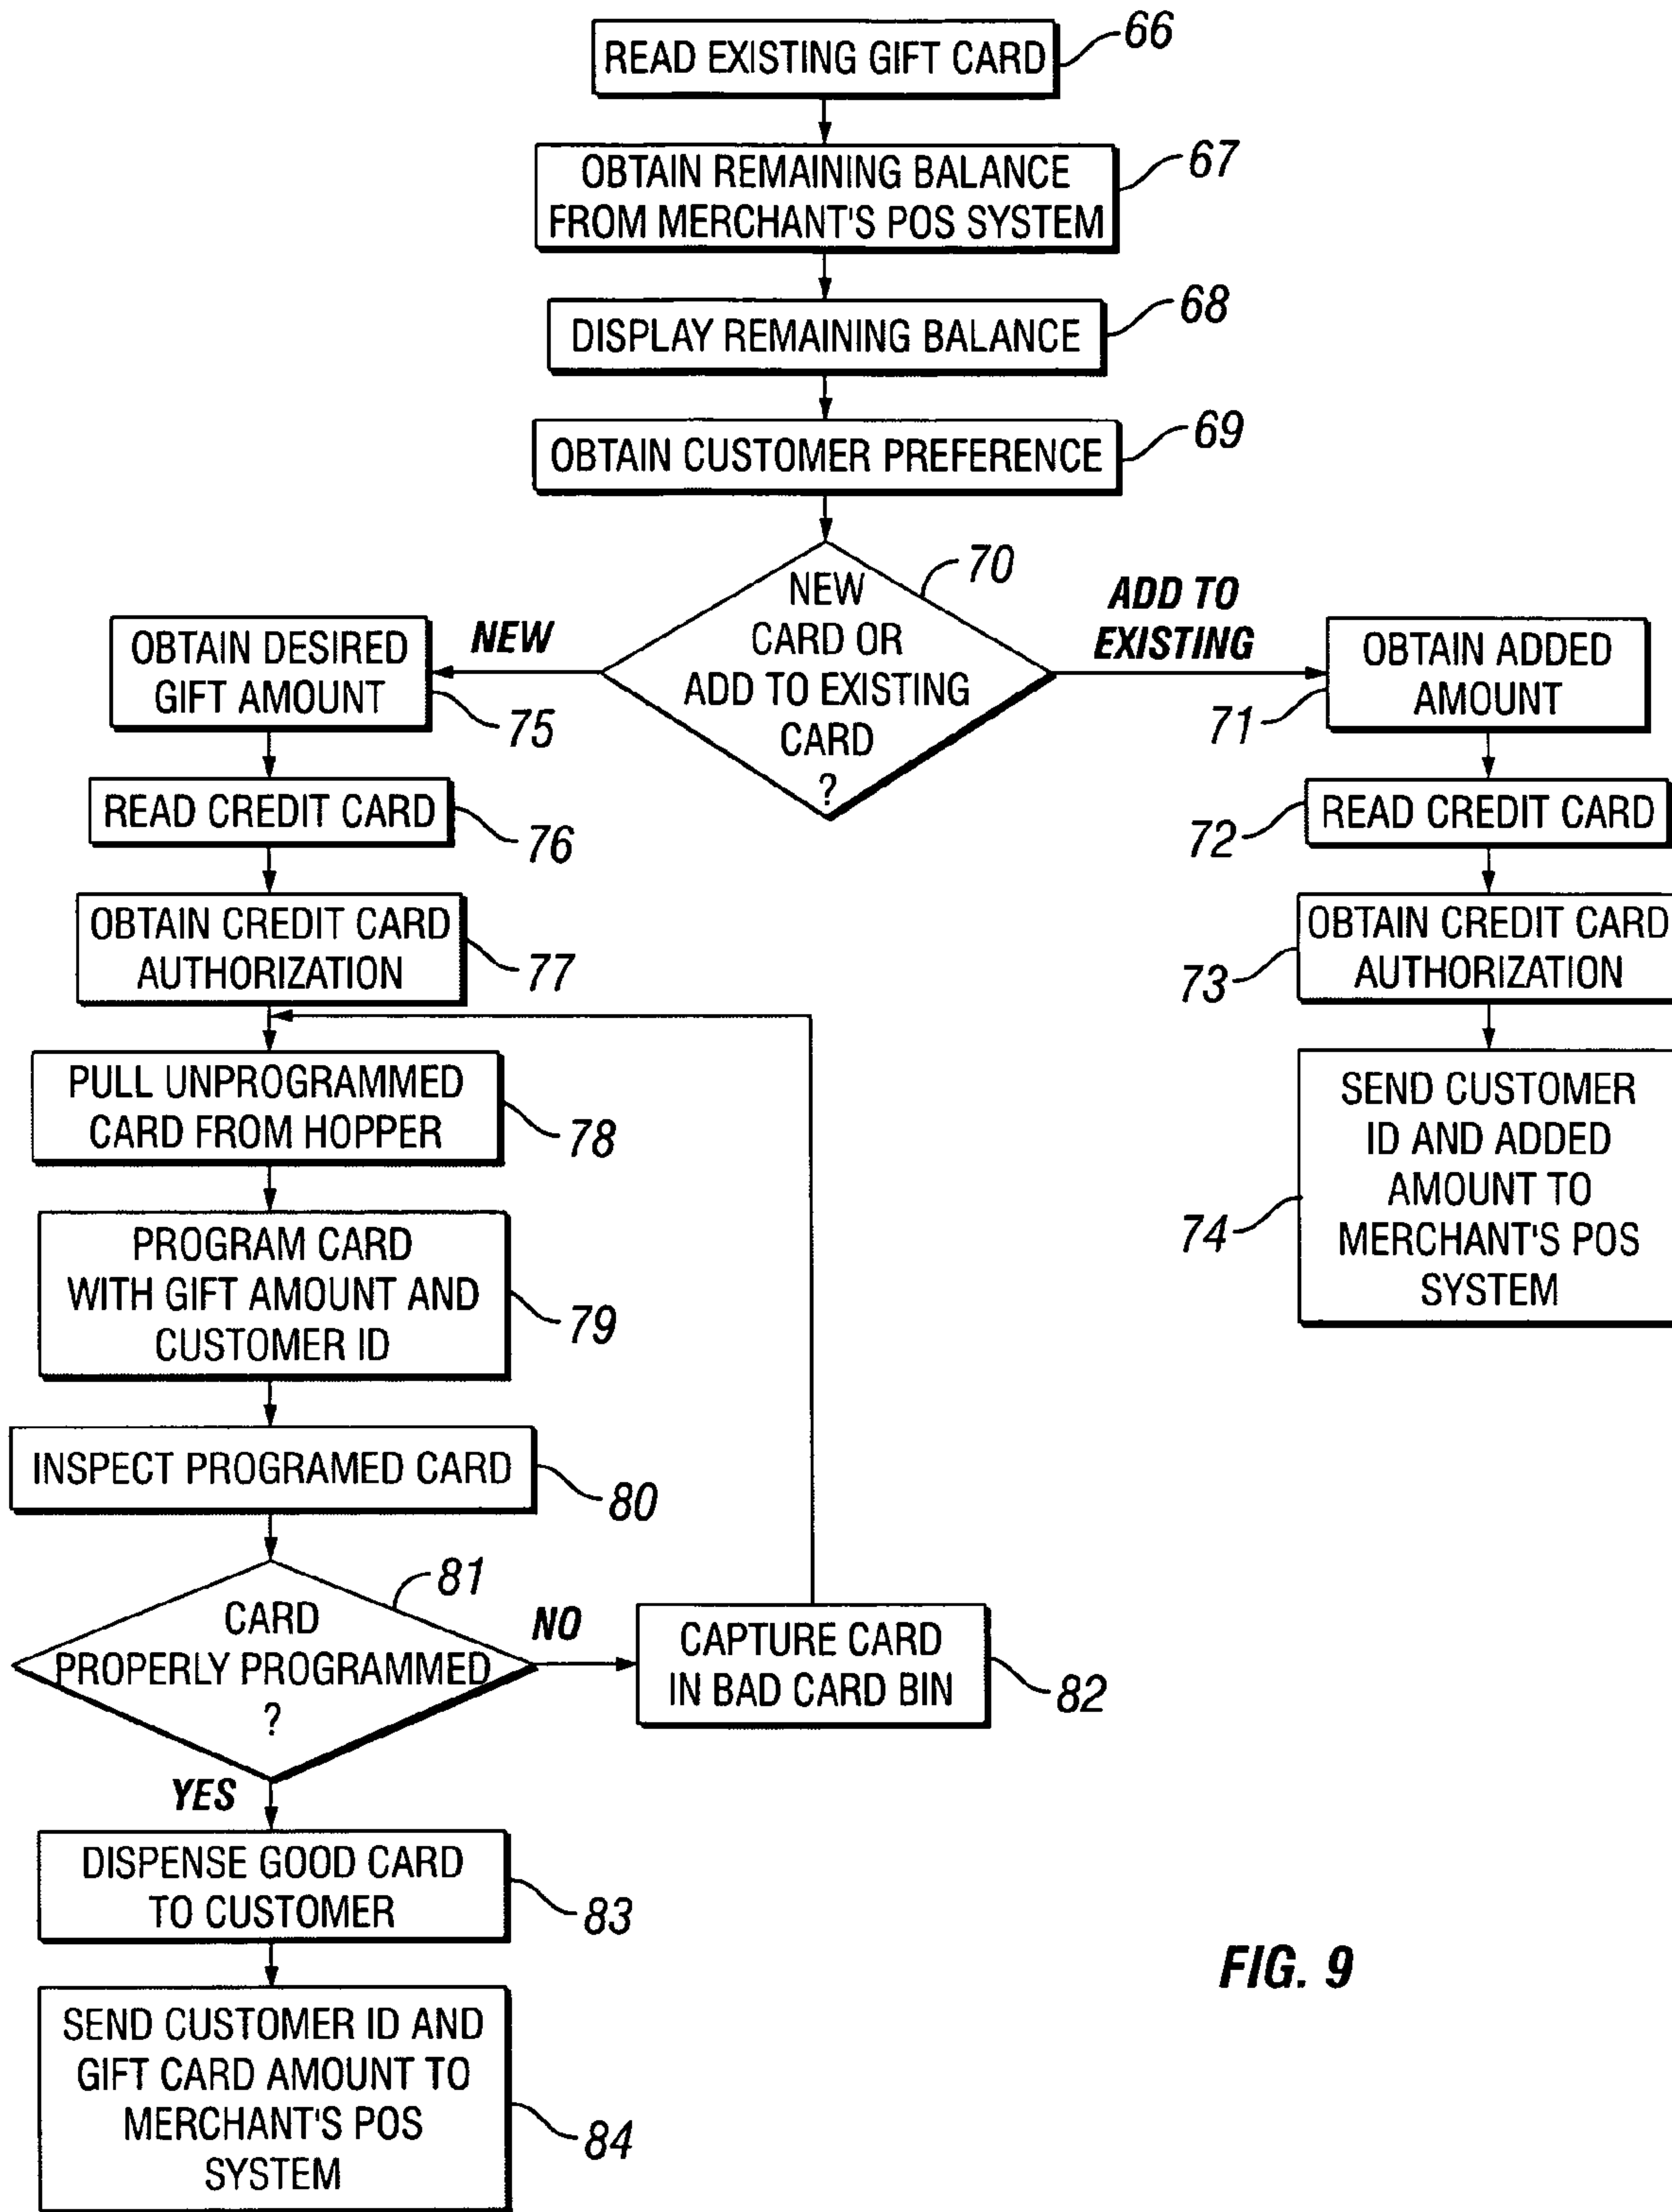 READ EXISTING GIFT CARD
66
OBTAIN REMAINING BALANCE
FROM MERCHANT'S POS SYSTEM
67
DISPLAY REMAINING BALANCE
68
OBTAIN CUSTOMER PREFERENCE
69
NEW
CARD OR
ADD TO EXISTING
CARD
?
70
NEW
ADD TO
EXISTING
OBTAIN DESIRED
GIFT AMOUNT
75
READ CREDIT CARD
76
OBTAIN CREDIT CARD
AUTHORIZATION
77
PULL UNPROGRAMMED
CARD FROM HOPPER
78
PROGRAM CARD
WITH GIFT AMOUNT AND
CUSTOMER ID
79
INSPECT PROGRAMED CARD
80
CARD
PROPERLY PROGRAMMED
?
81
NO
CAPTURE CARD
IN BAD CARD BIN
82
YES
DISPENSE GOOD CARD
TO CUSTOMER
83
SEND CUSTOMER ID AND
GIFT CARD AMOUNT TO
MERCHANT'S POS
SYSTEM
84
OBTAIN ADDED
AMOUNT
71
READ CREDIT CARD
72
OBTAIN CREDIT CARD
AUTHORIZATION
73
SEND CUSTOMER
ID AND ADDED
AMOUNT TO
MERCHANT'S POS
SYSTEM
74
FIG. 9